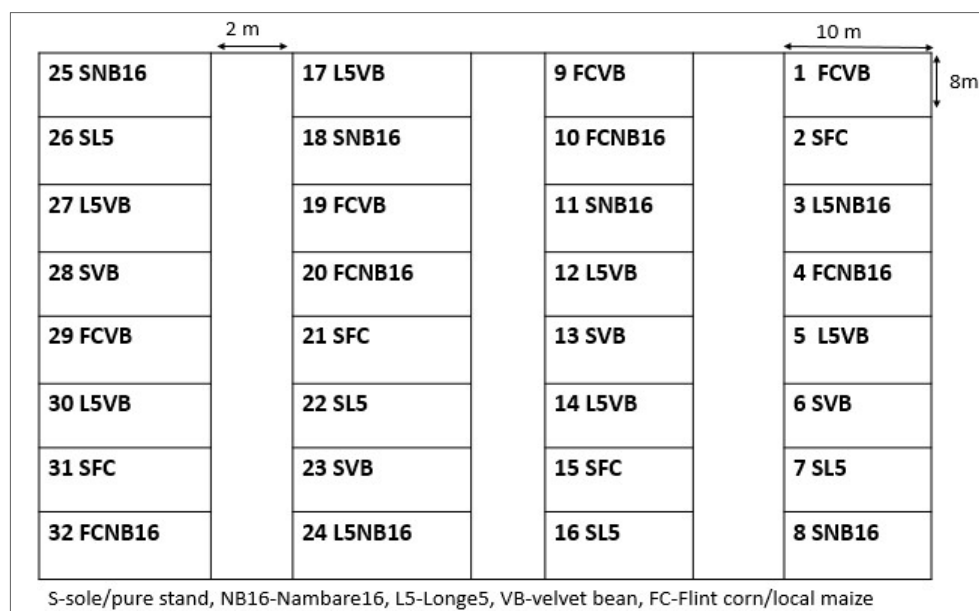 2 m 10 m
25 SNB16 17 L5VB 9 FCVB 1 FCVB 8m
26 SL5 18 SNB16 10 FCNB16 2 SFC
27 L5VB 19 FCVB 11 SNB16 3 L5NB16
28 SVB 20 FCNB16 12 L5VB 4 FCNB16
29 FCVB 21 SFC 13 SVB 5 L5VB
30 L5VB 22 SL5 14 L5VB 6 SVB
31 SFC 23 SVB 15 SFC 7 SL5
32 FCNB16 24 L5NB16 16 SL5 8 SNB16
S-sole/pure stand, NB16-Nambare16, L5-Longe5, VB-velvet bean, FC-Flint corn/local maize